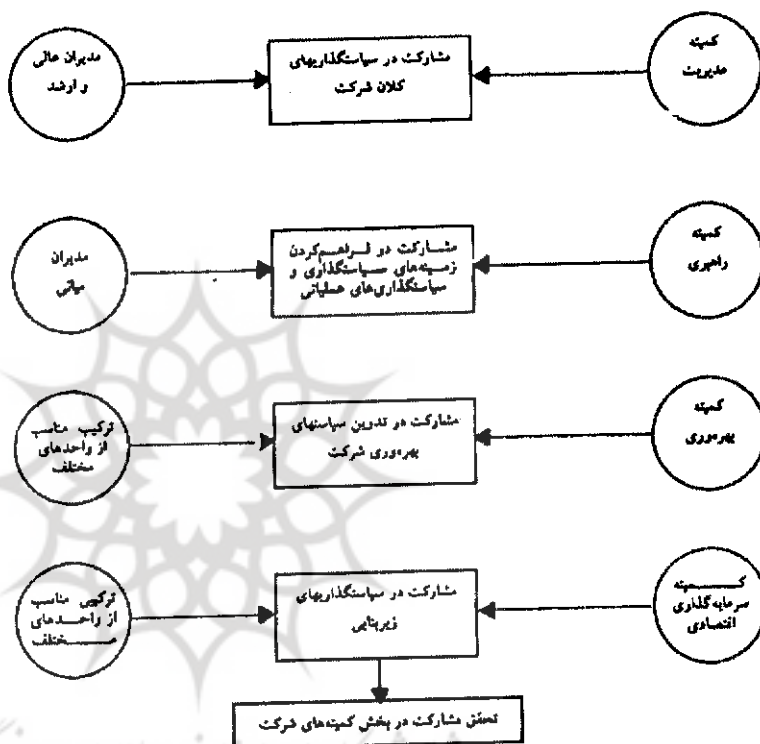 کمیته
مدیریت
مشارکت در سیاستگذاریهای
کلان شرکت
مدیران عالی
و ارشد
کمیته
راهبری
مشارکت در فراهم‌کردن
زمینه‌های سیاستگذاری و
سیاستگذاری‌های عملیاتی
مدیران
میانی
کمیته
بهره‌وری
مشارکت در تدوین سیاستهای
بهره‌وری شرکت
ترکیب مناسب
از واحدهای
مختلف
کمیته
سرمایه‌گذاری
اقتصادی
مشارکت در سیاستگذاریهای
زیربنایی
ترکیبی مناسب
از واحدهای
مختلف
تحقق مشارکت در بخش کمیته‌های شرکت